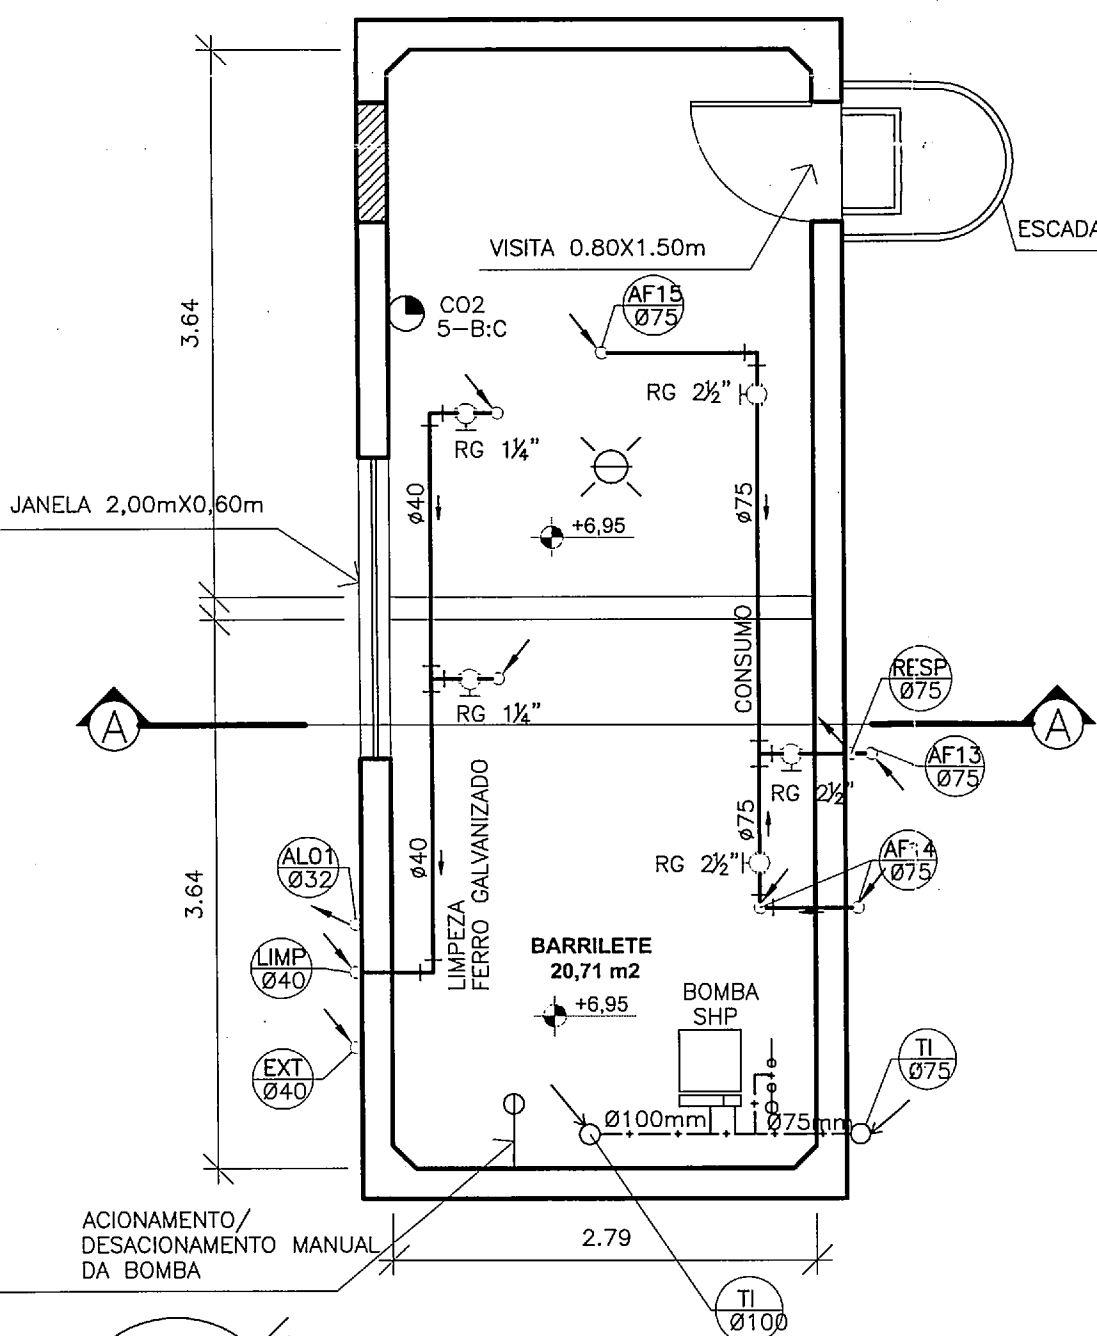 ESCADA
VISITA 0.80X1.50m
3.64
CO2
5-B:C
AF15
Ø75
RG 2½"
RG 1¼"
Ø40
Ø75
JANELA 2,00mX0,60m
+6,95
CONSUMO
RESP
Ø75
RG 1¼"
A
A
AF13
Ø75
RG 2½"
LIMPEZA
FERRO GALVANIZADO
Ø75
Ø40
RG 2½"
AF14
Ø75
AL01
Ø32
3.64
BARRILETE
20,71 m2
LIMP
Ø40
+6,95
BOMBA
SHP
EXT
Ø40
TI
Ø75
Ø100mm
Ø75mm
ACIONAMENTO/
DESACIONAMENTO MANUAL
DA BOMBA
2.79
TI
Ø100